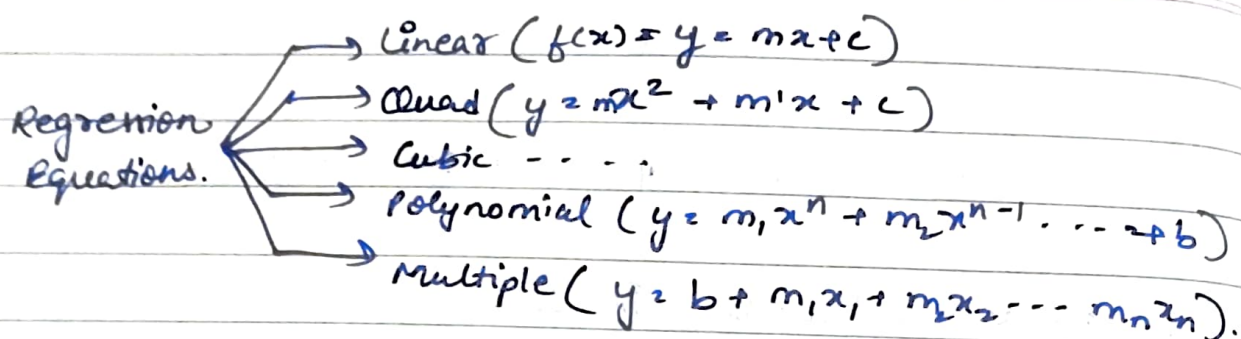 Linear (f(x) = y = mx+c)
Quad (y = mx² + m'x + c)
Regression
Equations.
Cubic - - - -
Polynomial (y = m₁xⁿ + m₂xⁿ⁻¹ . . . . + b)
Multiple (y = b + m₁x₁ + m₂x₂ - - - mₙxₙ).